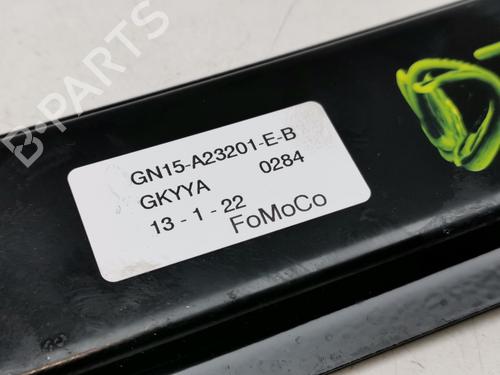 GN15-A23201-E-B
GKYYA 0284
13 - 1 - 22
FoMoCo
B-PARTS